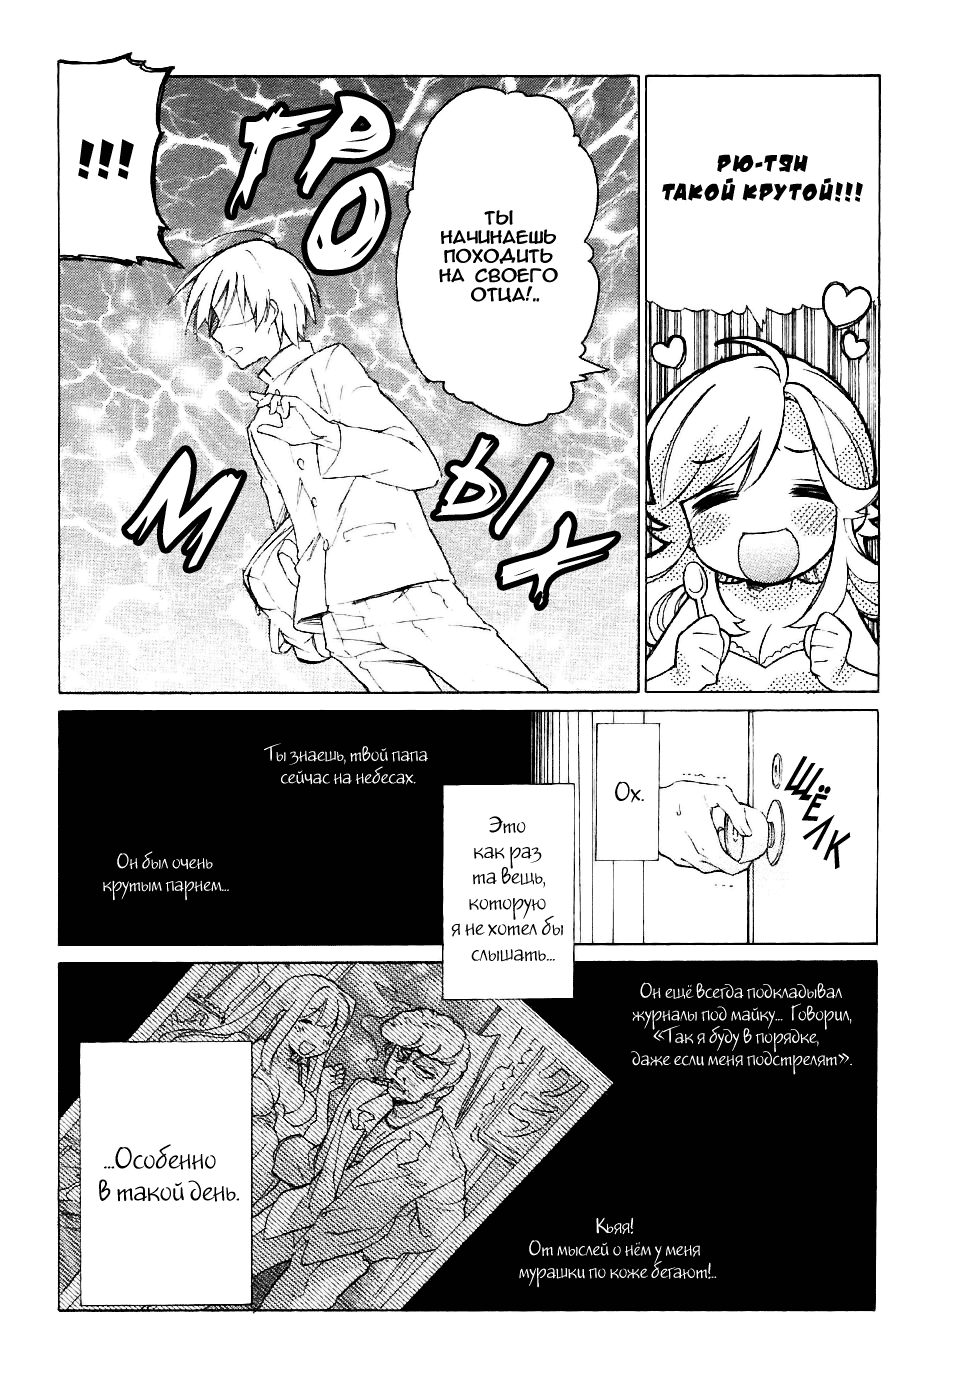 РЮ-ТЯН
ТАКОЙ КРУТОЙ!!!
ТЫ
НАЧИНАЕШЬ
ПОХОДИТЬ
НА СВОЕГО
ОТЦА!..
ГРОМЫХ
!!!
ЩЁЛК
Ох.
Это
как раз
та вещь,
которую
я не хотел бы
слышать...
Ты знаешь, твой папа
сейчас на небесах.
Он был очень
крутым парнем...
Он ещё всегда подкладывал
журналы под майку... Говорил,
«Так я буду в порядке,
даже если меня подстрелят».
Кьяя!
От мыслей о нём у меня
мурашки по коже бегают!..
...Особенно
в такой день.